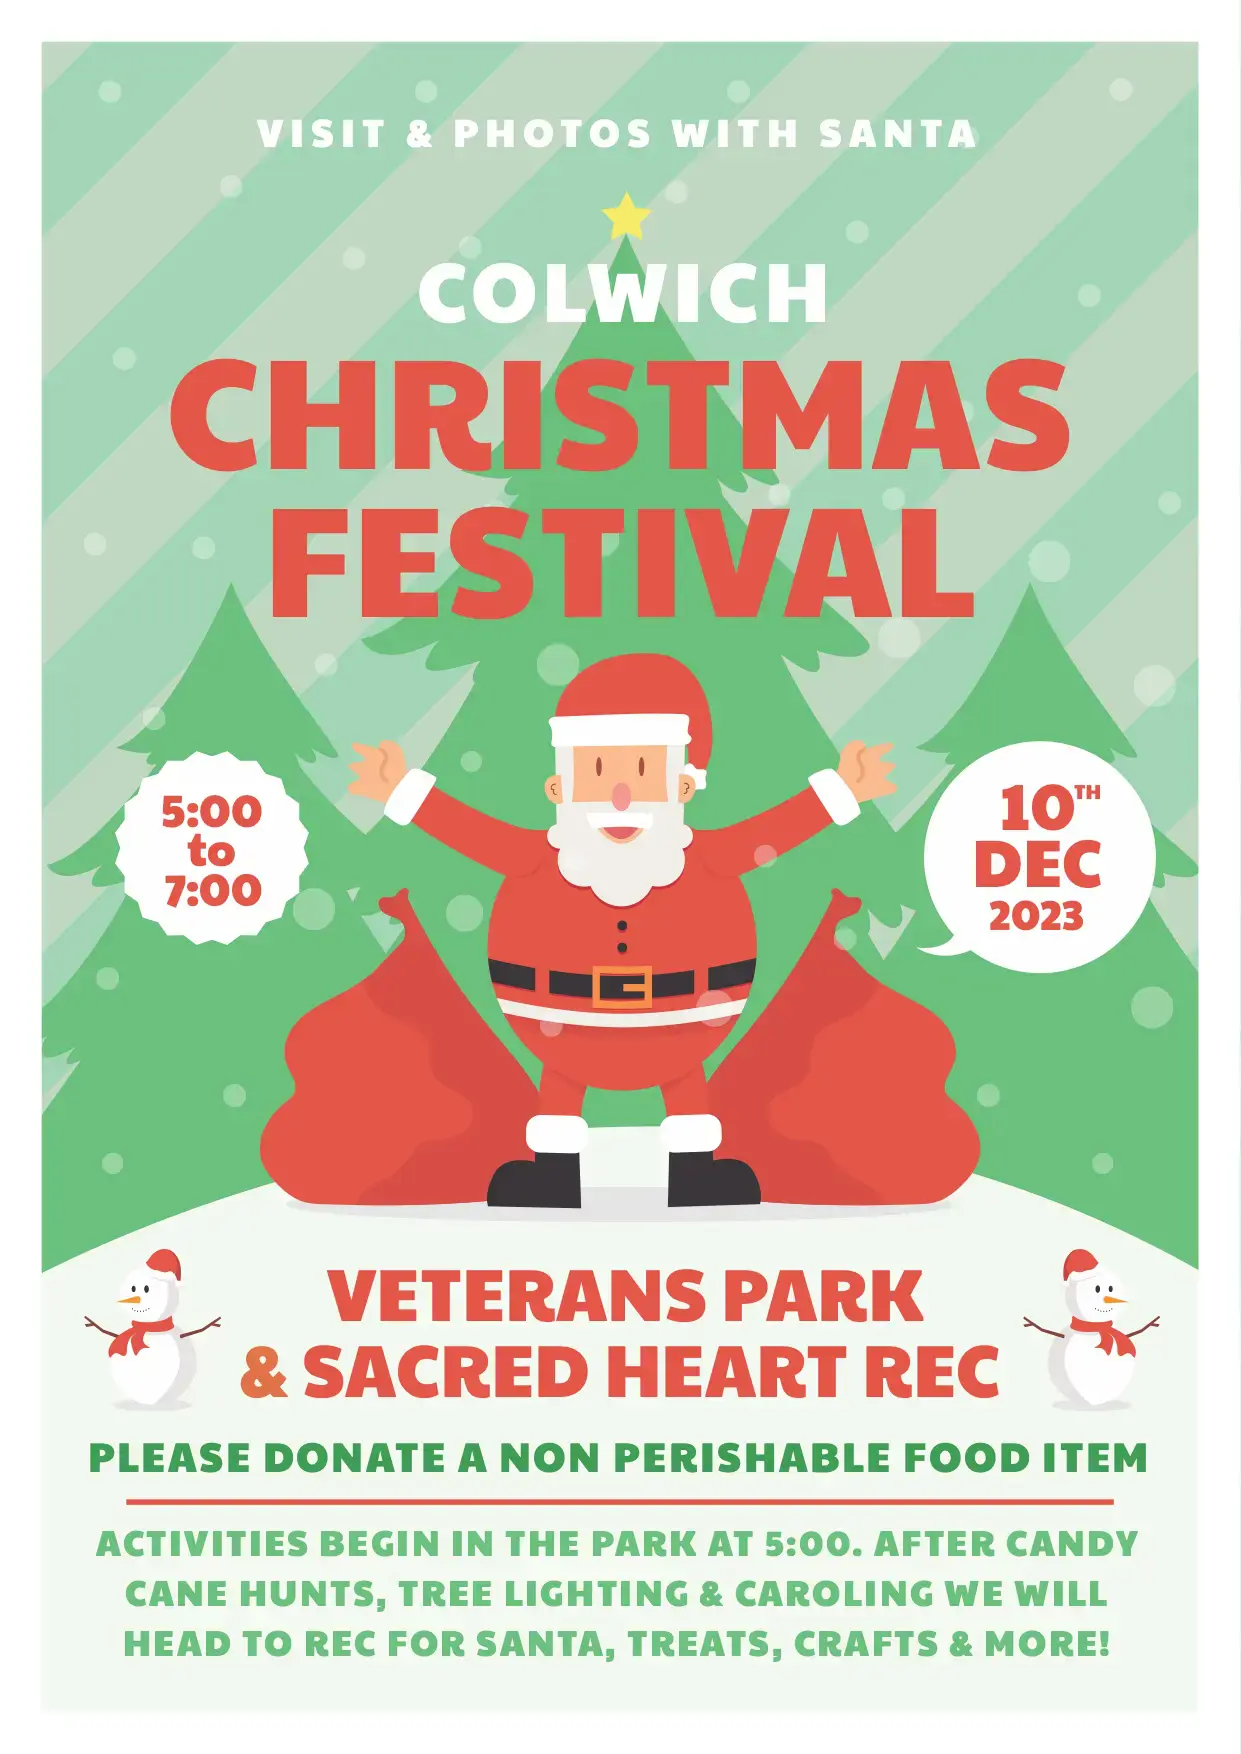 VISIT & PHOTOS WITH SANTA
COLWICH
CHRISTMAS
FESTIVAL
5:00
to
7:00
10TH
DEC
2023
VETERANS PARK
& SACRED HEART REC
PLEASE DONATE A NON PERISHABLE FOOD ITEM
ACTIVITIES BEGIN IN THE PARK AT 5:00. AFTER CANDY
CANE HUNTS, TREE LIGHTING & CAROLING WE WILL
HEAD TO REC FOR SANTA, TREATS, CRAFTS & MORE!